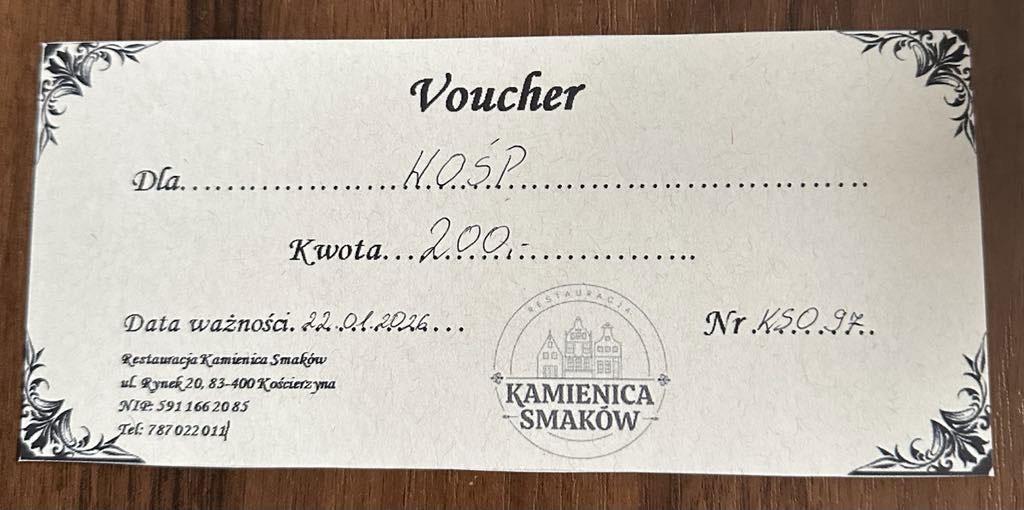 Voucher
Dla........WOŚP........
Kwota...200,-........
Data ważności.22.01.2026...
Nr.KSO.97..
Restauracja Kamienica Smaków
ul. Rynek 20, 83-400 Kościerzyna
NIP: 591 166 20 85
Tel: 787 022 011
RESTAURACJA
KAMIENICA
SMAKÓW